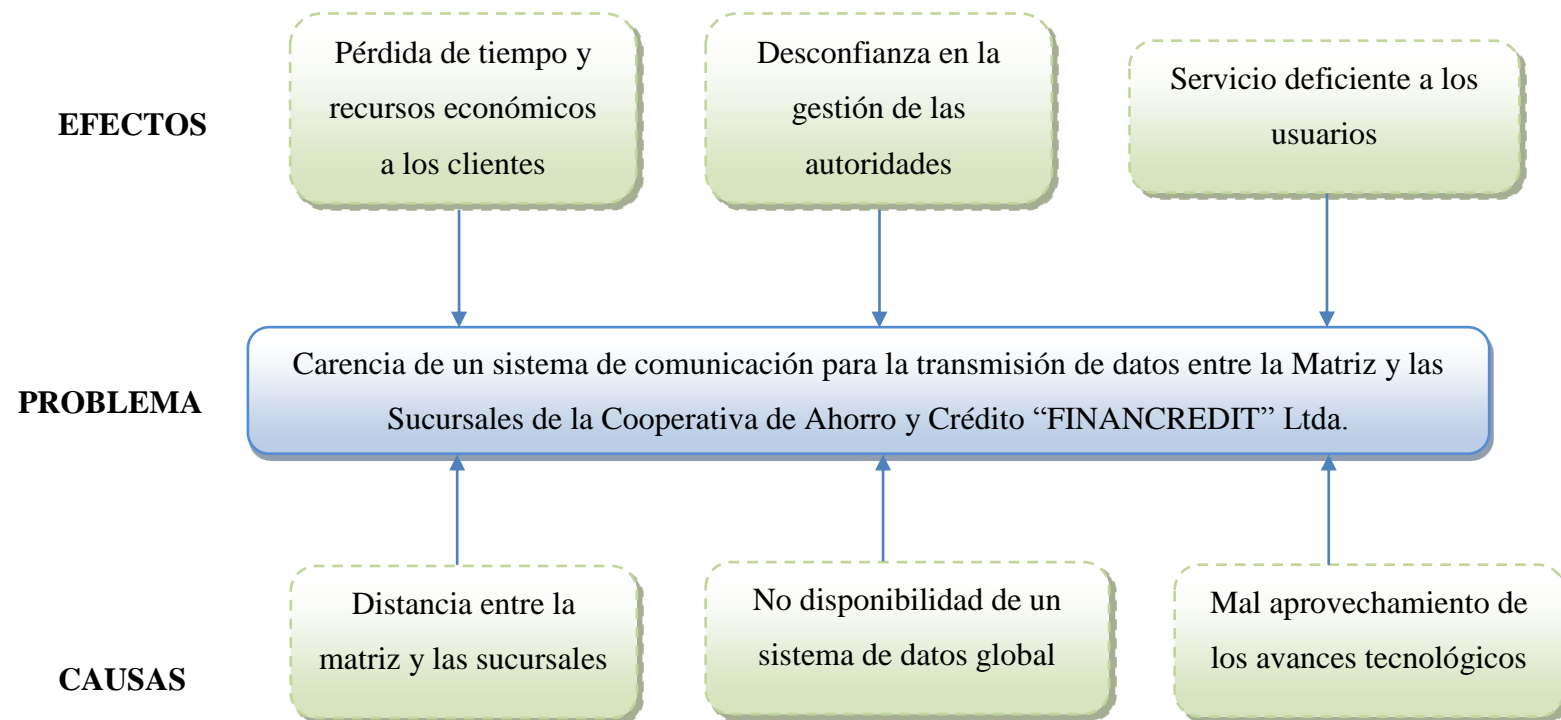 EFECTOS
Pérdida de tiempo y
recursos económicos
a los clientes
Desconfianza en la
gestión de las
autoridades
Servicio deficiente a los
usuarios
PROBLEMA
Carencia de un sistema de comunicación para la transmisión de datos entre la Matriz y las
Sucursales de la Cooperativa de Ahorro y Crédito “FINANCREDIT” Ltda.
CAUSAS
Distancia entre la
matriz y las sucursales
No disponibilidad de un
sistema de datos global
Mal aprovechamiento de
los avances tecnológicos